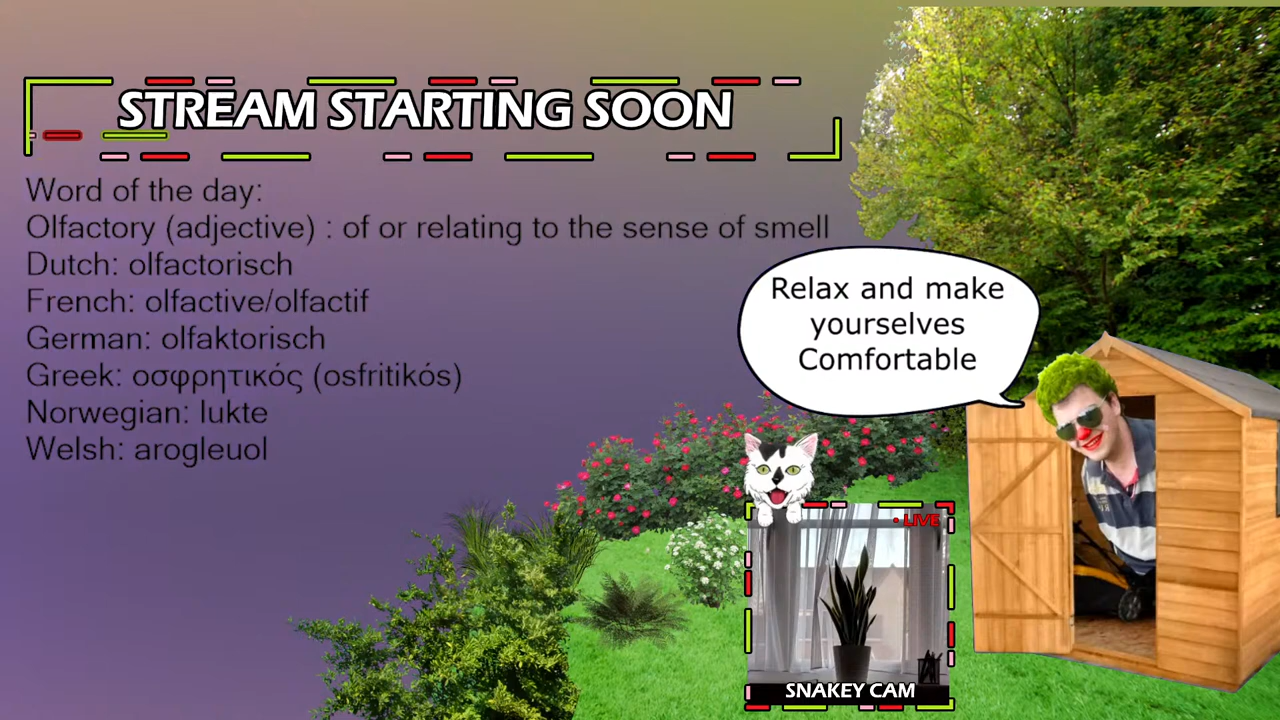 STREAM STARTING SOON
Word of the day:
Olfactory (adjective) : of or relating to the sense of smell
Dutch: olfactorisch
French: olfactive/olfactif
German: olfaktorisch
Greek: οσφρητικός (osfritikós)
Norwegian: lukte
Welsh: arogleuol
Relax and make
yourselves
Comfortable
• LIVE
SNAKEY CAM